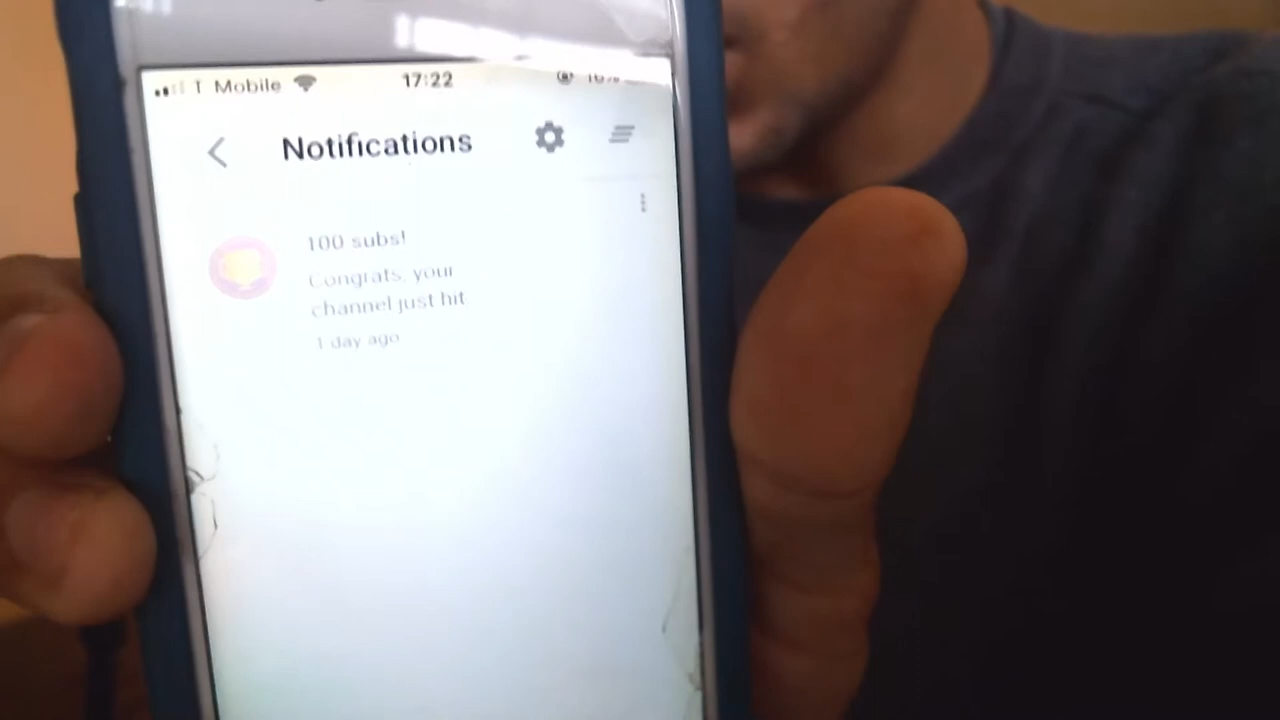 T Mobile 17:22
Notifications
100 subs!
Congrats, your
channel just hit
1 day ago